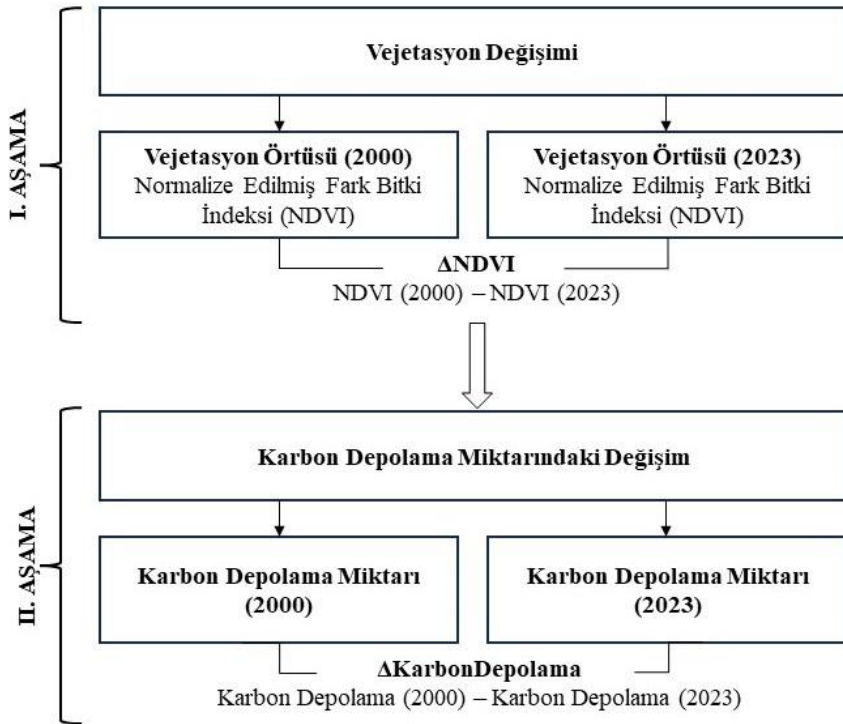 I. AŞAMA
Vejetasyon Değişimi
Vejetasyon Örtüsü (2000)
Normalize Edilmiş Fark Bitki
İndeksi (NDVI)
Vejetasyon Örtüsü (2023)
Normalize Edilmiş Fark Bitki
İndeksi (NDVI)
ΔNDVI
NDVI (2000) – NDVI (2023)
II. AŞAMA
Karbon Depolama Miktarındaki Değişim
Karbon Depolama Miktarı
(2000)
Karbon Depolama Miktarı
(2023)
ΔKarbonDepolama
Karbon Depolama (2000) – Karbon Depolama (2023)